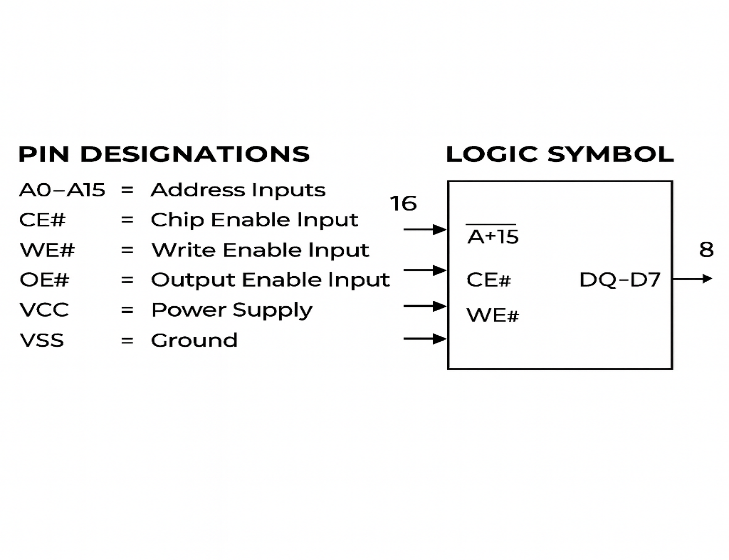 PIN DESIGNATIONS
A0–A15 = Address Inputs
CE# = Chip Enable Input
WE# = Write Enable Input
OE# = Output Enable Input
VCC = Power Supply
VSS = Ground
LOGIC SYMBOL
16
A+15
CE#
WE#
DQ–D7
8